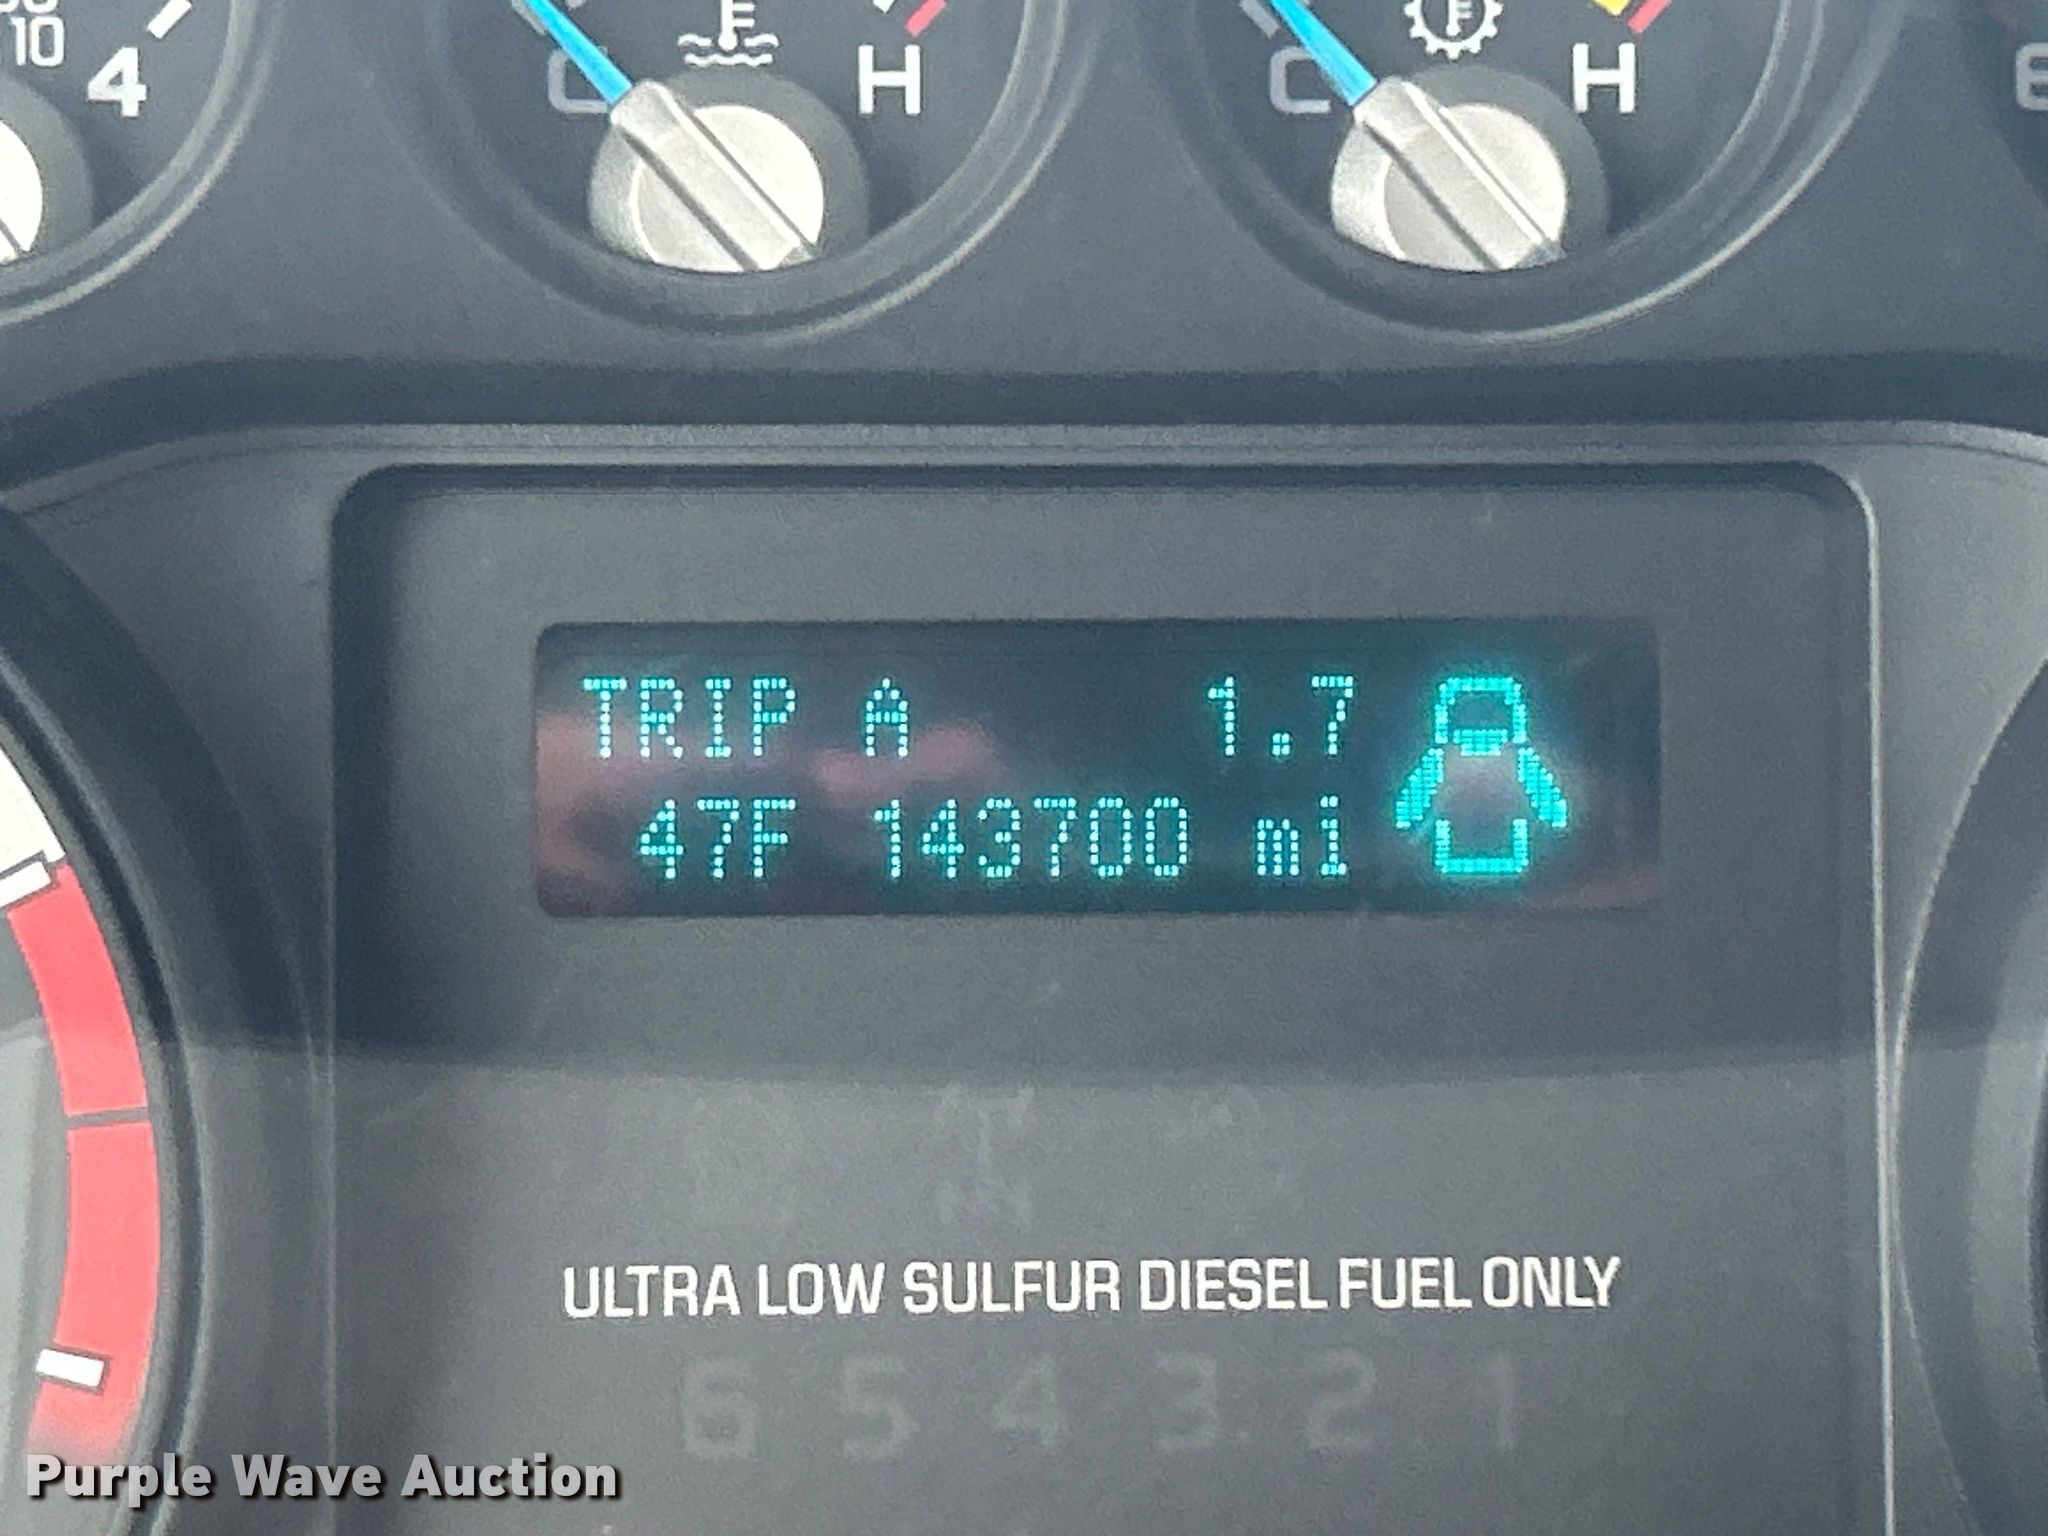 10 4
C H
C H
TRIP A 1.7
47F 143700 mi
ULTRA LOW SULFUR DIESEL FUEL ONLY
6 5 4 3 2 1
Purple Wave Auction